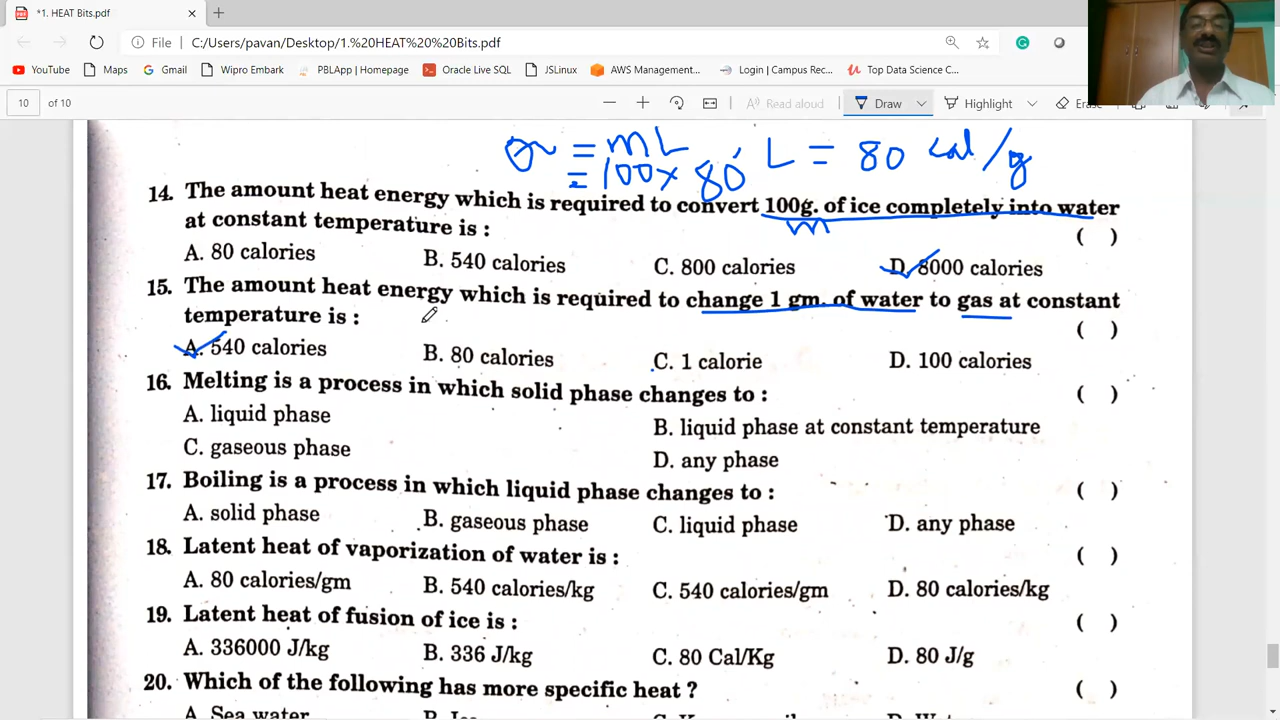 *1. HEAT Bits.pdf
File C:/Users/pavan/Desktop/1.%20HEAT%20%20Bits.pdf
YouTube Maps Gmail Wipro Embark PBLApp | Homepage Oracle Live SQL JSLinux AWS Management... Login | Campus Rec... Top Data Science C...
10 of 10 Read aloud Draw Highlight Erase
Q = mL , L = 80 cal/g
= 100 x 80
14. The amount heat energy which is required to convert 100g. of ice completely into water
m
at constant temperature is : ( )
A. 80 calories B. 540 calories C. 800 calories D. 8000 calories
15. The amount heat energy which is required to change 1 gm. of water to gas at constant
temperature is : ( )
A. 540 calories B. 80 calories C. 1 calorie D. 100 calories
16. Melting is a process in which solid phase changes to : ( )
A. liquid phase B. liquid phase at constant temperature
C. gaseous phase D. any phase
17. Boiling is a process in which liquid phase changes to : ( )
A. solid phase B. gaseous phase C. liquid phase D. any phase
18. Latent heat of vaporization of water is : ( )
A. 80 calories/gm B. 540 calories/kg C. 540 calories/gm D. 80 calories/kg
19. Latent heat of fusion of ice is : ( )
A. 336000 J/kg B. 336 J/kg C. 80 Cal/Kg D. 80 J/g
20. Which of the following has more specific heat ? ( )
A. Sea water B. C. D.